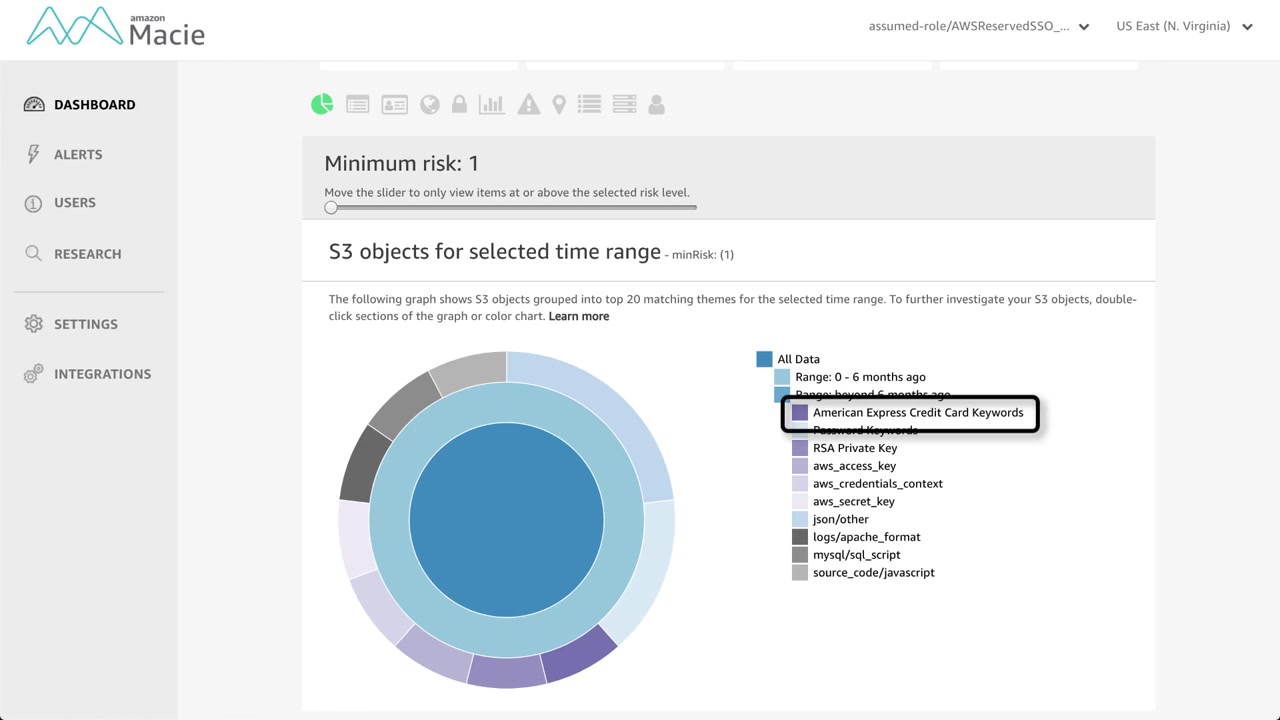 amazon
Macie
assumed-role/AWSReservedSSO_...
US East (N. Virginia)
DASHBOARD
ALERTS
USERS
RESEARCH
SETTINGS
INTEGRATIONS
Minimum risk: 1
Move the slider to only view items at or above the selected risk level.
S3 objects for selected time range - minRisk: (1)
The following graph shows S3 objects grouped into top 20 matching themes for the selected time range. To further investigate your S3 objects, double-
click sections of the graph or color chart. Learn more
All Data
Range: 0 - 6 months ago
Range: beyond 6 months ago
American Express Credit Card Keywords
Password Keywords
RSA Private Key
aws_access_key
aws_credentials_context
aws_secret_key
json/other
logs/apache_format
mysql/sql_script
source_code/javascript